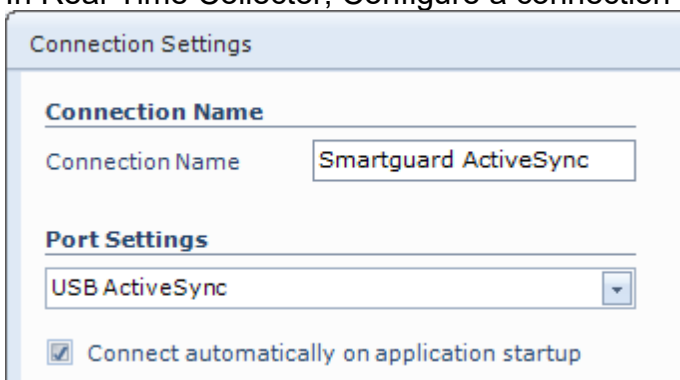 In Real Time Collector, Configure a connection
Connection Settings
Connection Name
Connection Name Smartguard ActiveSync
Port Settings
USB ActiveSync
Connect automatically on application startup